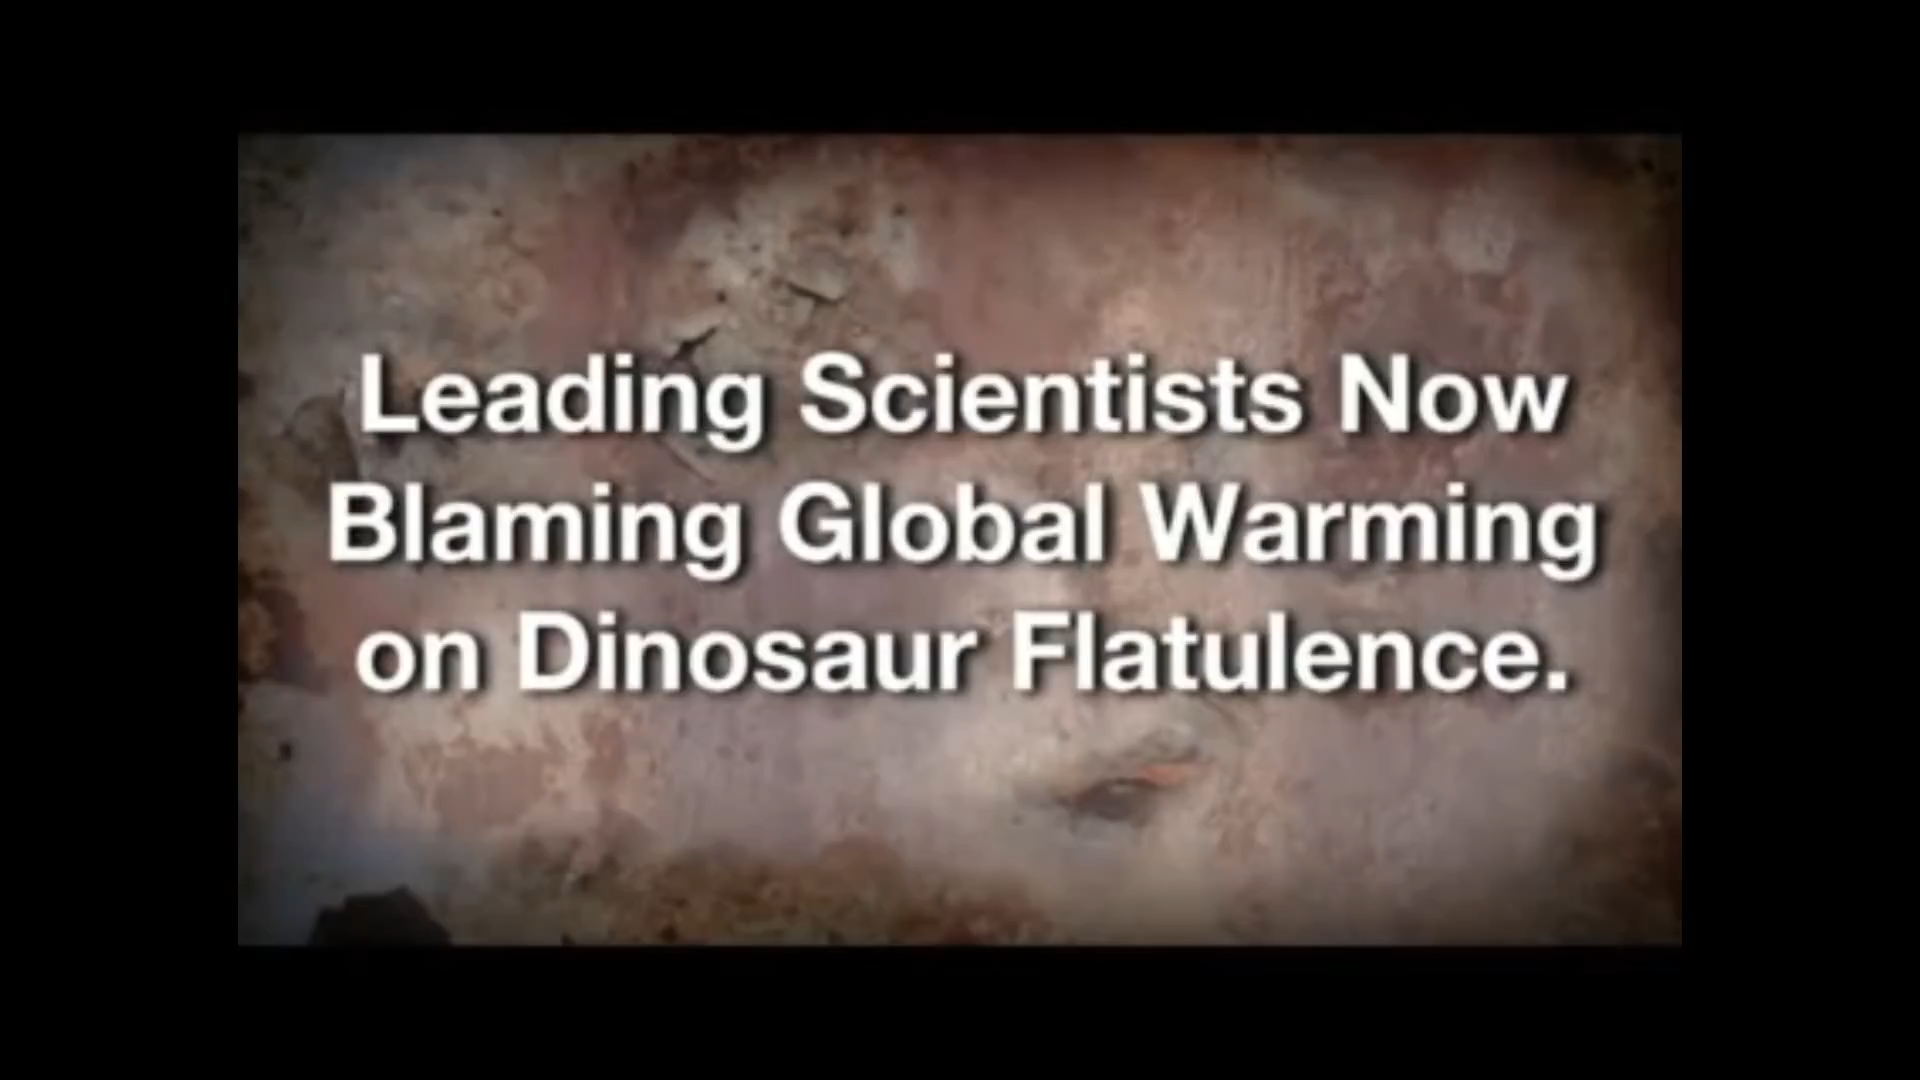 Leading Scientists Now
Blaming Global Warming
on Dinosaur Flatulence.